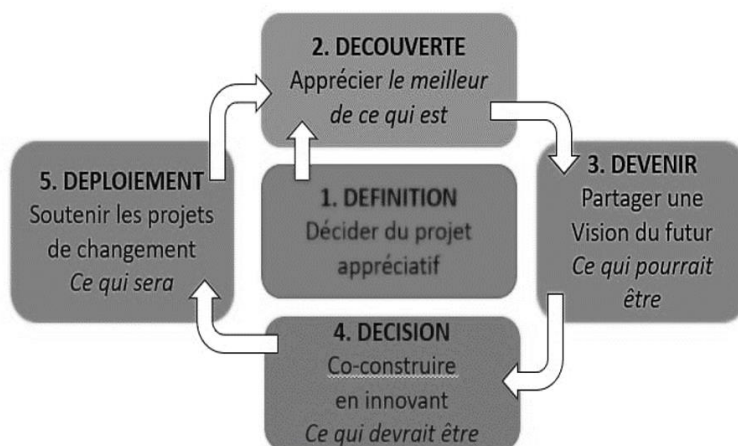 2. DECOUVERTE
Apprécier le meilleur
de ce qui est
5. DEPLOIEMENT
Soutenir les projets
de changement
Ce qui sera
1. DEFINITION
Décider du projet
appréciatif
3. DEVENIR
Partager une
Vision du futur
Ce qui pourrait
être
4. DECISION
Co-construire
en innovant
Ce qui devrait être